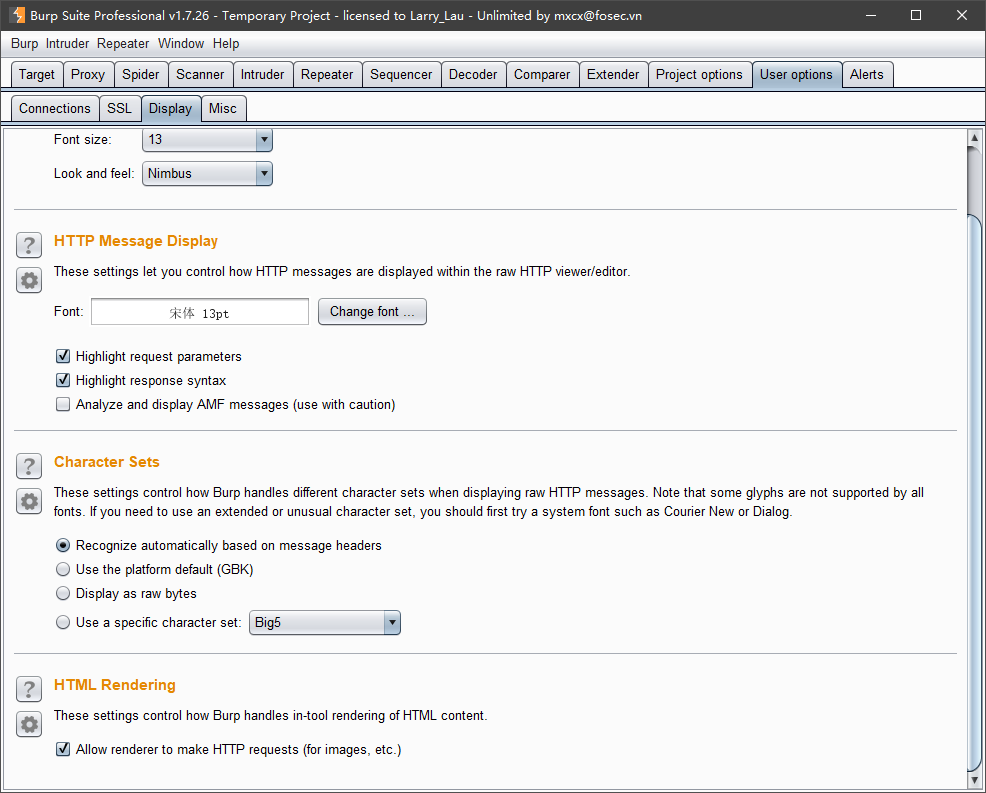 Burp Suite Professional v1.7.26 - Temporary Project - licensed to Larry_Lau - Unlimited by mxcx@fosec.vn
Burp Intruder Repeater Window Help
Target Proxy Spider Scanner Intruder Repeater Sequencer Decoder Comparer Extender Project options User options Alerts
Connections SSL Display Misc
Font size: 13
Look and feel: Nimbus
? HTTP Message Display
These settings let you control how HTTP messages are displayed within the raw HTTP viewer/editor.
Font: 宋体 13pt Change font ...
Highlight request parameters
Highlight response syntax
Analyze and display AMF messages (use with caution)
? Character Sets
These settings control how Burp handles different character sets when displaying raw HTTP messages. Note that some glyphs are not supported by all
fonts. If you need to use an extended or unusual character set, you should first try a system font such as Courier New or Dialog.
Recognize automatically based on message headers
Use the platform default (GBK)
Display as raw bytes
Use a specific character set: Big5
? HTML Rendering
These settings control how Burp handles in-tool rendering of HTML content.
Allow renderer to make HTTP requests (for images, etc.)